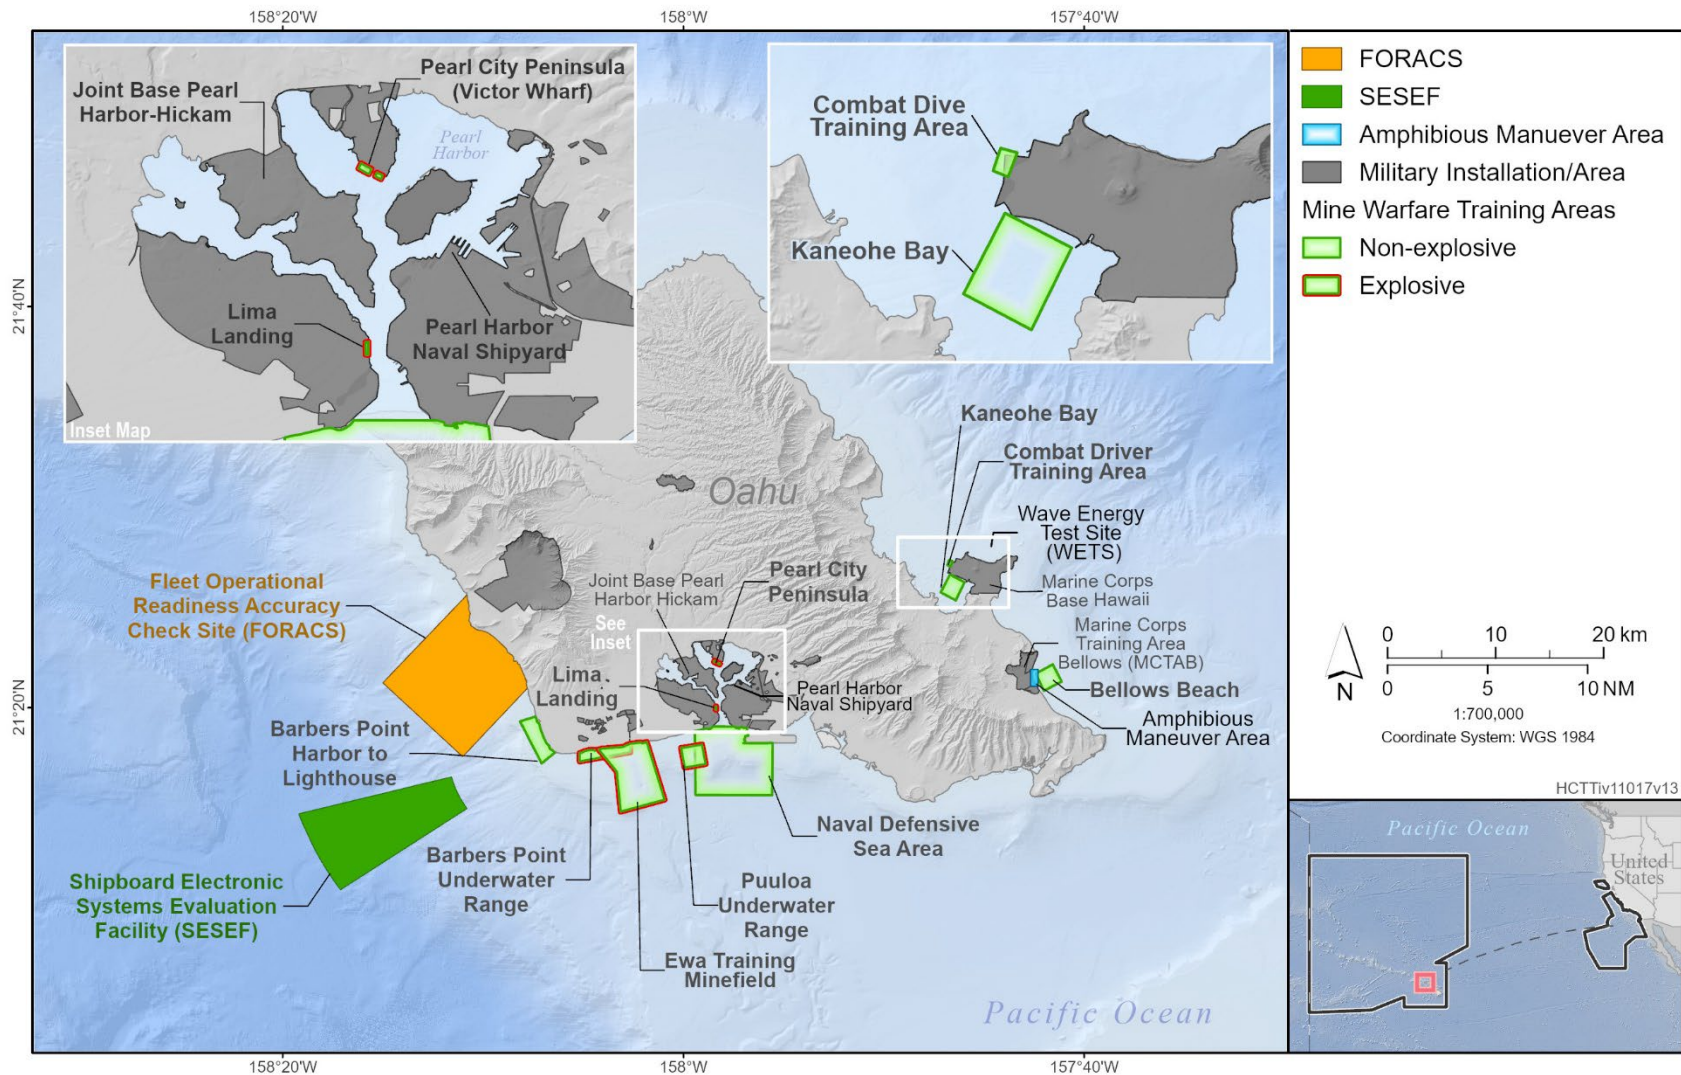 158°20'W
158°W
157°40'W
21°40'N
21°20'N
Pearl City Peninsula
(Victor Wharf)
Joint Base Pearl
Harbor-Hickam
Pearl
Harbor
Lima
Landing
Pearl Harbor
Naval Shipyard
Inset Map
Combat Dive
Training Area
Kaneohe Bay
Kaneohe Bay
Combat Driver
Training Area
Oahu
Wave Energy
Test Site
(WETS)
Marine Corps
Base Hawaii
Marine Corps
Training Area
Bellows (MCTAB)
Bellows Beach
Amphibious
Maneuver Area
Joint Base Pearl
Harbor Hickam
Pearl City
Peninsula
See
Inset
Lima
Landing
Pearl Harbor
Naval Shipyard
Fleet Operational
Readiness Accuracy
Check Site (FORACS)
Barbers Point
Harbor to
Lighthouse
Shipboard Electronic
Systems Evaluation
Facility (SESEF)
Barbers Point
Underwater
Range
Puuloa
Underwater
Range
Ewa Training
Minefield
Naval Defensive
Sea Area
Pacific Ocean
158°20'W
158°W
157°40'W
FORACS
SESEF
Amphibious Manuever Area
Military Installation/Area
Mine Warfare Training Areas
Non-explosive
Explosive
N
0 10 20 km
0 5 10 NM
1:700,000
Coordinate System: WGS 1984
HCTTiv11017v13
Pacific Ocean
United
States